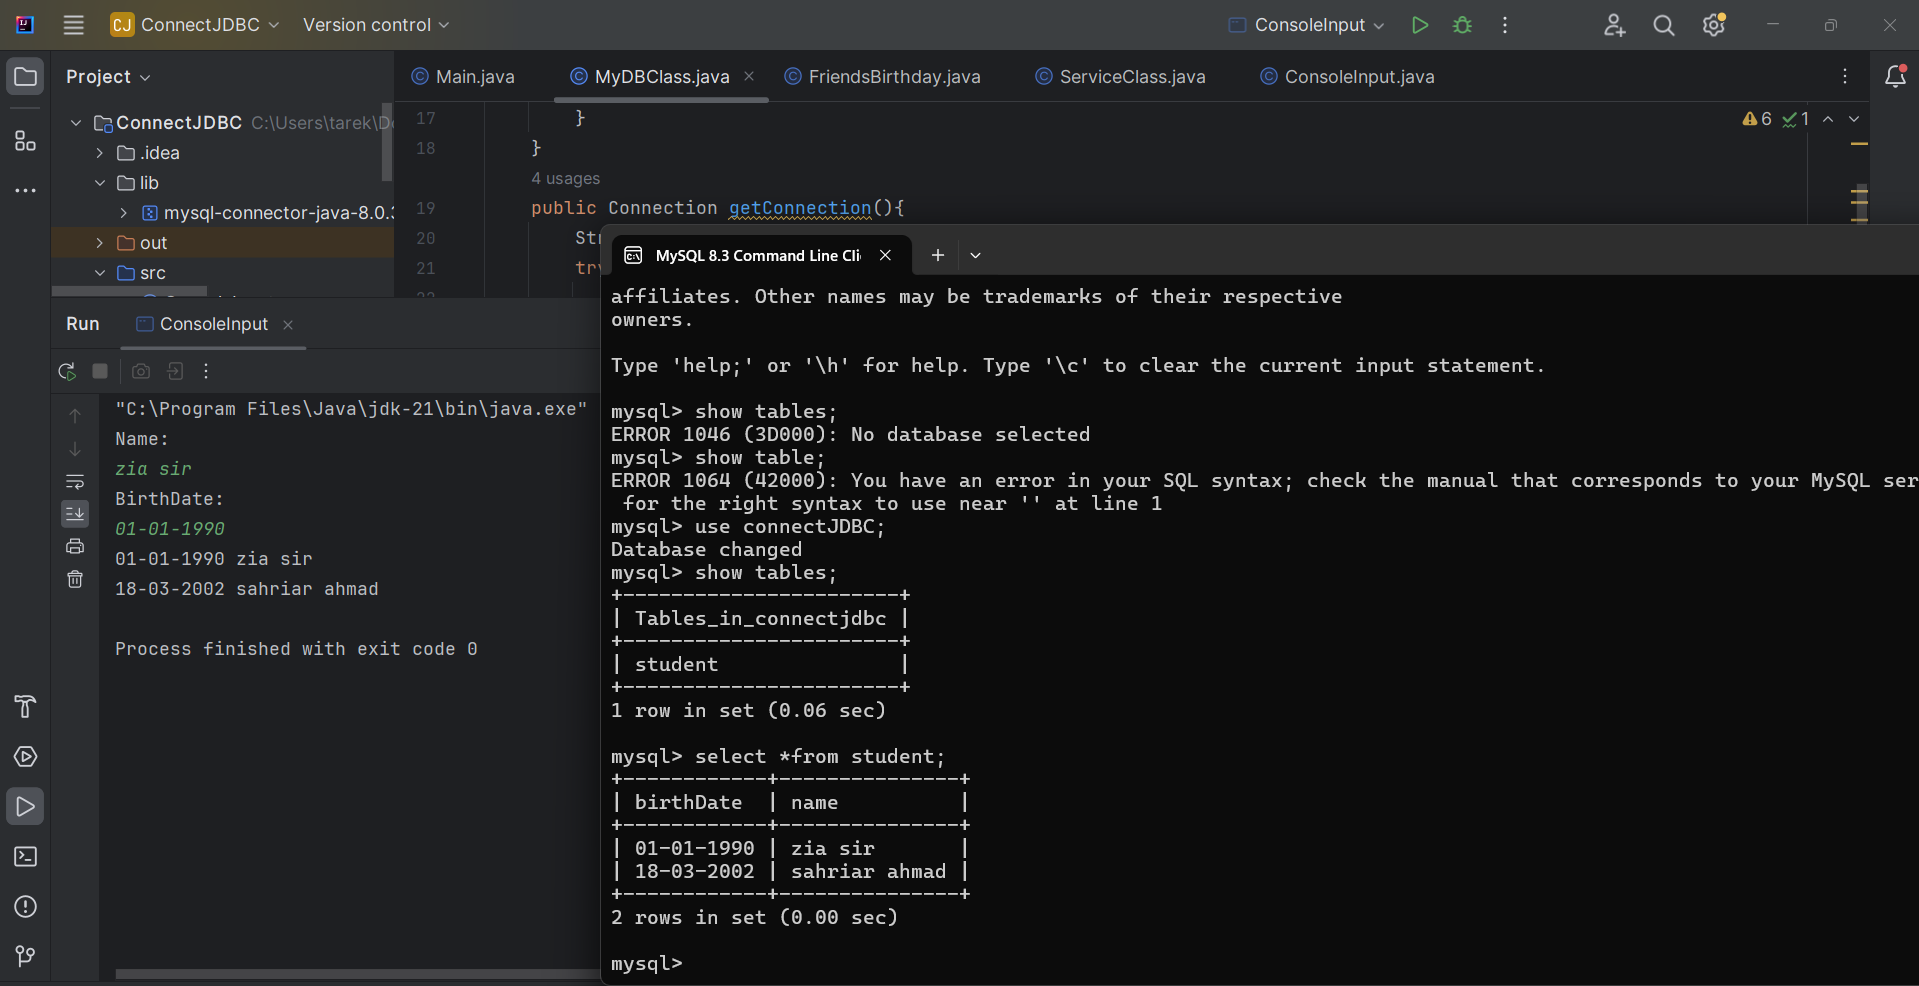 CJ ConnectJDBC Version control ConsoleInput
Project
Main.java MyDBClass.java FriendsBirthday.java ServiceClass.java ConsoleInput.java
ConnectJDBC C:\Users\tarek\D
.idea
lib
mysql-connector-java-8.0.3
out
src
17 }
18 }
4 usages
19 public Connection getConnection(){
20 Str
21 try
22
6 1
Run ConsoleInput
"C:\Program Files\Java\jdk-21\bin\java.exe"
Name:
zia sir
BirthDate:
01-01-1990
01-01-1990 zia sir
18-03-2002 sahriar ahmad
Process finished with exit code 0
MySQL 8.3 Command Line Cli
affiliates. Other names may be trademarks of their respective
owners.
Type 'help;' or '\h' for help. Type '\c' to clear the current input statement.
mysql> show tables;
ERROR 1046 (3D000): No database selected
mysql> show table;
ERROR 1064 (42000): You have an error in your SQL syntax; check the manual that corresponds to your MySQL ser
for the right syntax to use near '' at line 1
mysql> use connectJDBC;
Database changed
mysql> show tables;
+-----------------------+
| Tables_in_connectjdbc |
+-----------------------+
| student               |
+-----------------------+
1 row in set (0.06 sec)
mysql> select *from student;
+------------+--------------+
| birthDate  | name          |
+------------+--------------+
| 01-01-1990 | zia sir       |
| 18-03-2002 | sahriar ahmad |
+------------+--------------+
2 rows in set (0.00 sec)
mysql>